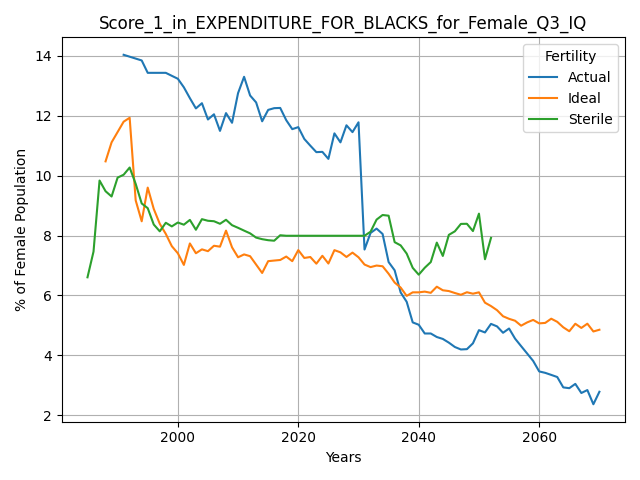 Score_1_in_EXPENDITURE_FOR_BLACKS_for_Female_Q3_IQ
Fertility
Actual
Ideal
Sterile
% of Female Population
14
12
10
8
6
4
2
2000
2020
2040
2060
Years